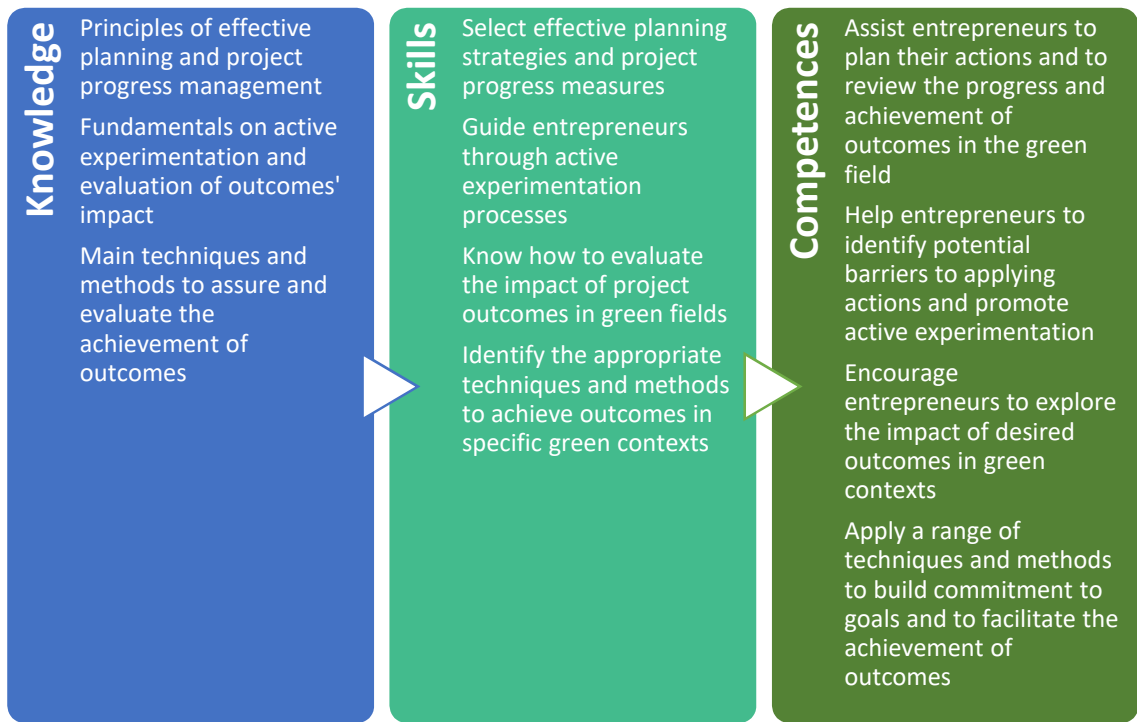 Knowledge
Principles of effective
planning and project
progress management
Fundamentals on active
experimentation and
evaluation of outcomes'
impact
Main techniques and
methods to assure and
evaluate the
achievement of
outcomes
Skills
Select effective planning
strategies and project
progress measures
Guide entrepreneurs
through active
experimentation
processes
Know how to evaluate
the impact of project
outcomes in green fields
Identify the appropriate
techniques and methods
to achieve outcomes in
specific green contexts
Competences
Assist entrepreneurs to
plan their actions and to
review the progress and
achievement of
outcomes in the green
field
Help entrepreneurs to
identify potential
barriers to applying
actions and promote
active experimentation
Encourage
entrepreneurs to explore
the impact of desired
outcomes in green
contexts
Apply a range of
techniques and methods
to build commitment to
goals and to facilitate the
achievement of
outcomes